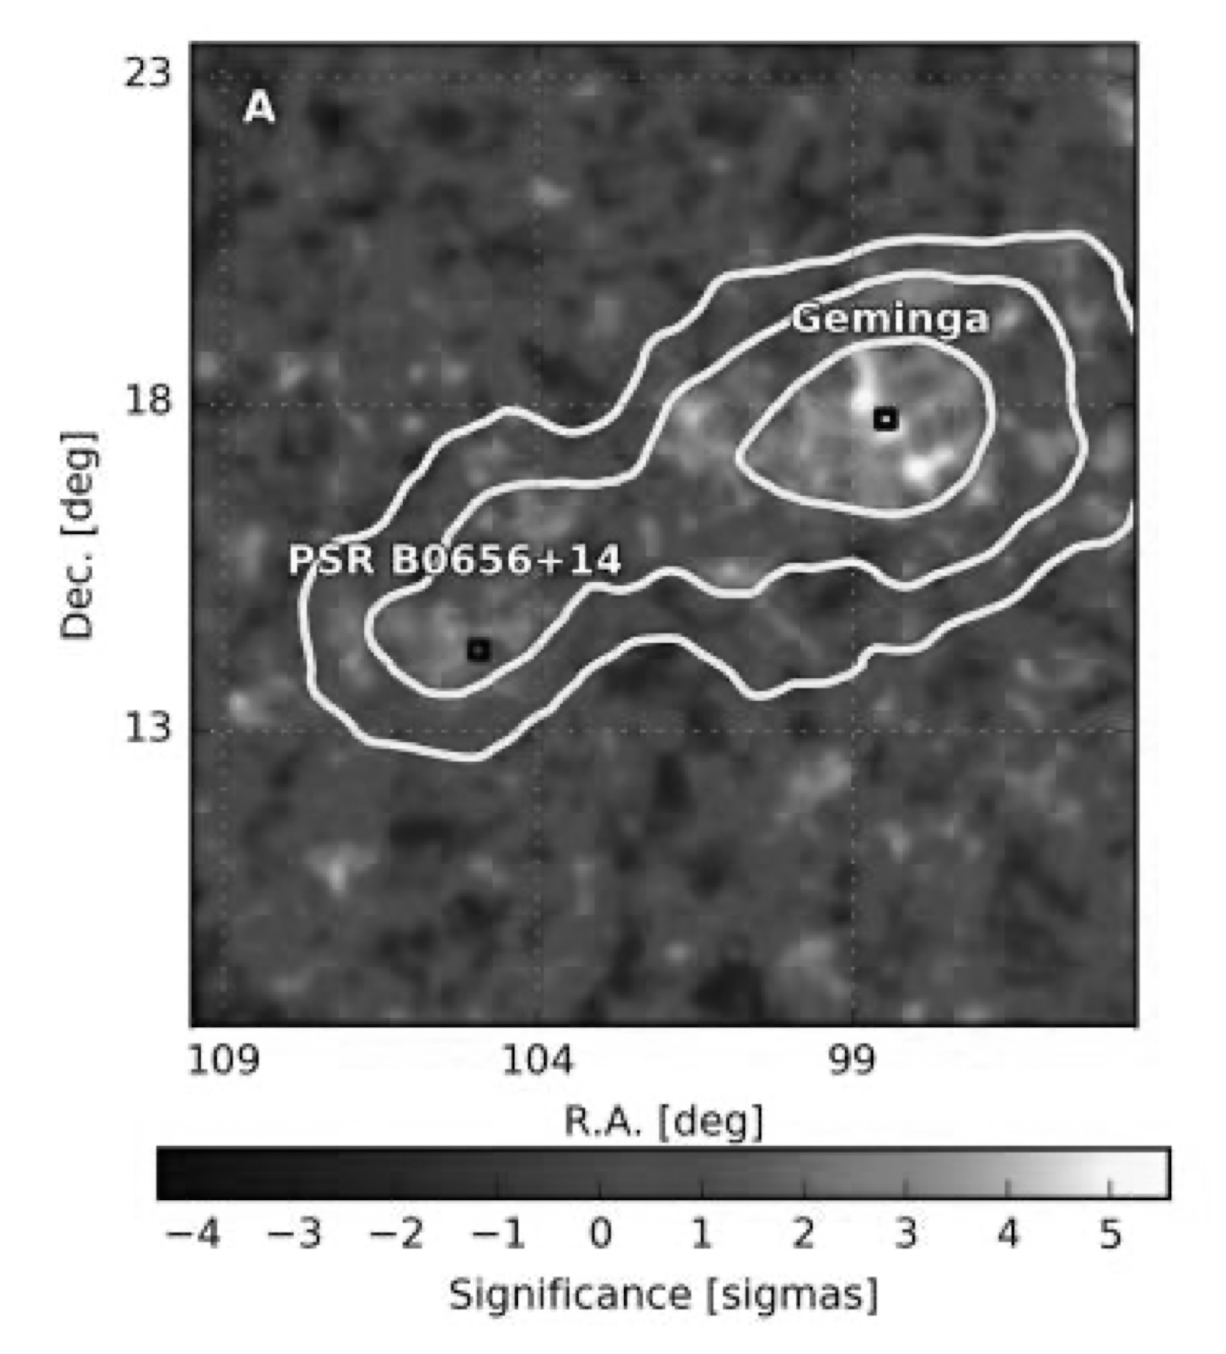 23
A
Geminga
18
PSR B0656+14
Dec. [deg]
13
109 104 99
R.A. [deg]
−4 −3 −2 −1 0 1 2 3 4 5
Significance [sigmas]